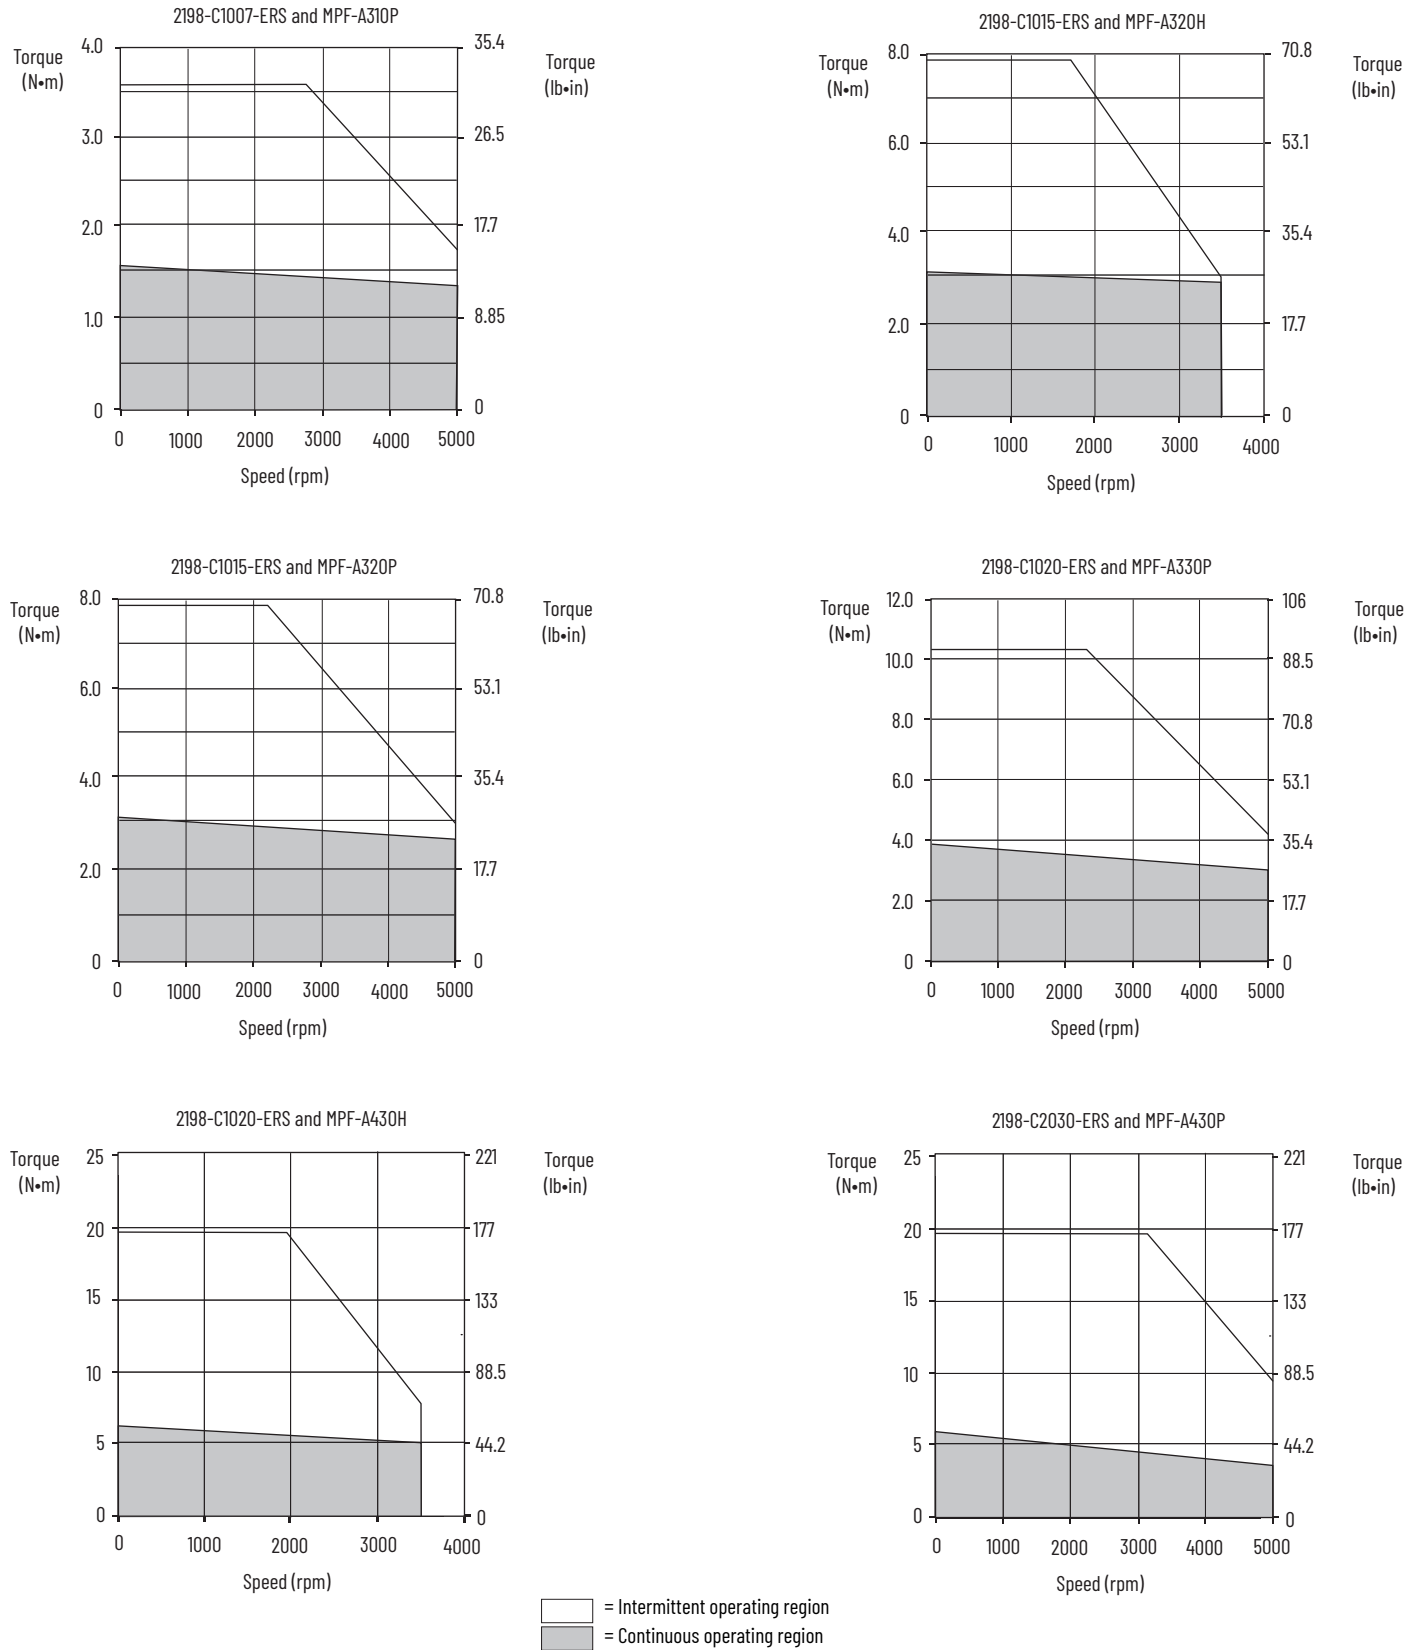 2198-C1007-ERS and MPF-A310P
Torque
(N•m)
4.0
3.0
2.0
1.0
0
35.4
26.5
17.7
8.85
0
Torque
(lb•in)
0 1000 2000 3000 4000 5000
Speed (rpm)
2198-C1015-ERS and MPF-A320H
Torque
(N•m)
8.0
6.0
4.0
2.0
0
70.8
53.1
35.4
17.7
0
Torque
(lb•in)
0 1000 2000 3000 4000
Speed (rpm)
2198-C1015-ERS and MPF-A320P
Torque
(N•m)
8.0
6.0
4.0
2.0
0
70.8
53.1
35.4
17.7
0
Torque
(lb•in)
0 1000 2000 3000 4000 5000
Speed (rpm)
2198-C1020-ERS and MPF-A330P
Torque
(N•m)
12.0
10.0
8.0
6.0
4.0
2.0
0
106
88.5
70.8
53.1
35.4
17.7
0
Torque
(lb•in)
0 1000 2000 3000 4000 5000
Speed (rpm)
2198-C1020-ERS and MPF-A430H
Torque
(N•m)
25
20
15
10
5
0
221
177
133
88.5
44.2
0
Torque
(lb•in)
0 1000 2000 3000 4000
Speed (rpm)
2198-C2030-ERS and MPF-A430P
Torque
(N•m)
25
20
15
10
5
0
221
177
133
88.5
44.2
0
Torque
(lb•in)
0 1000 2000 3000 4000 5000
Speed (rpm)
= Intermittent operating region
= Continuous operating region